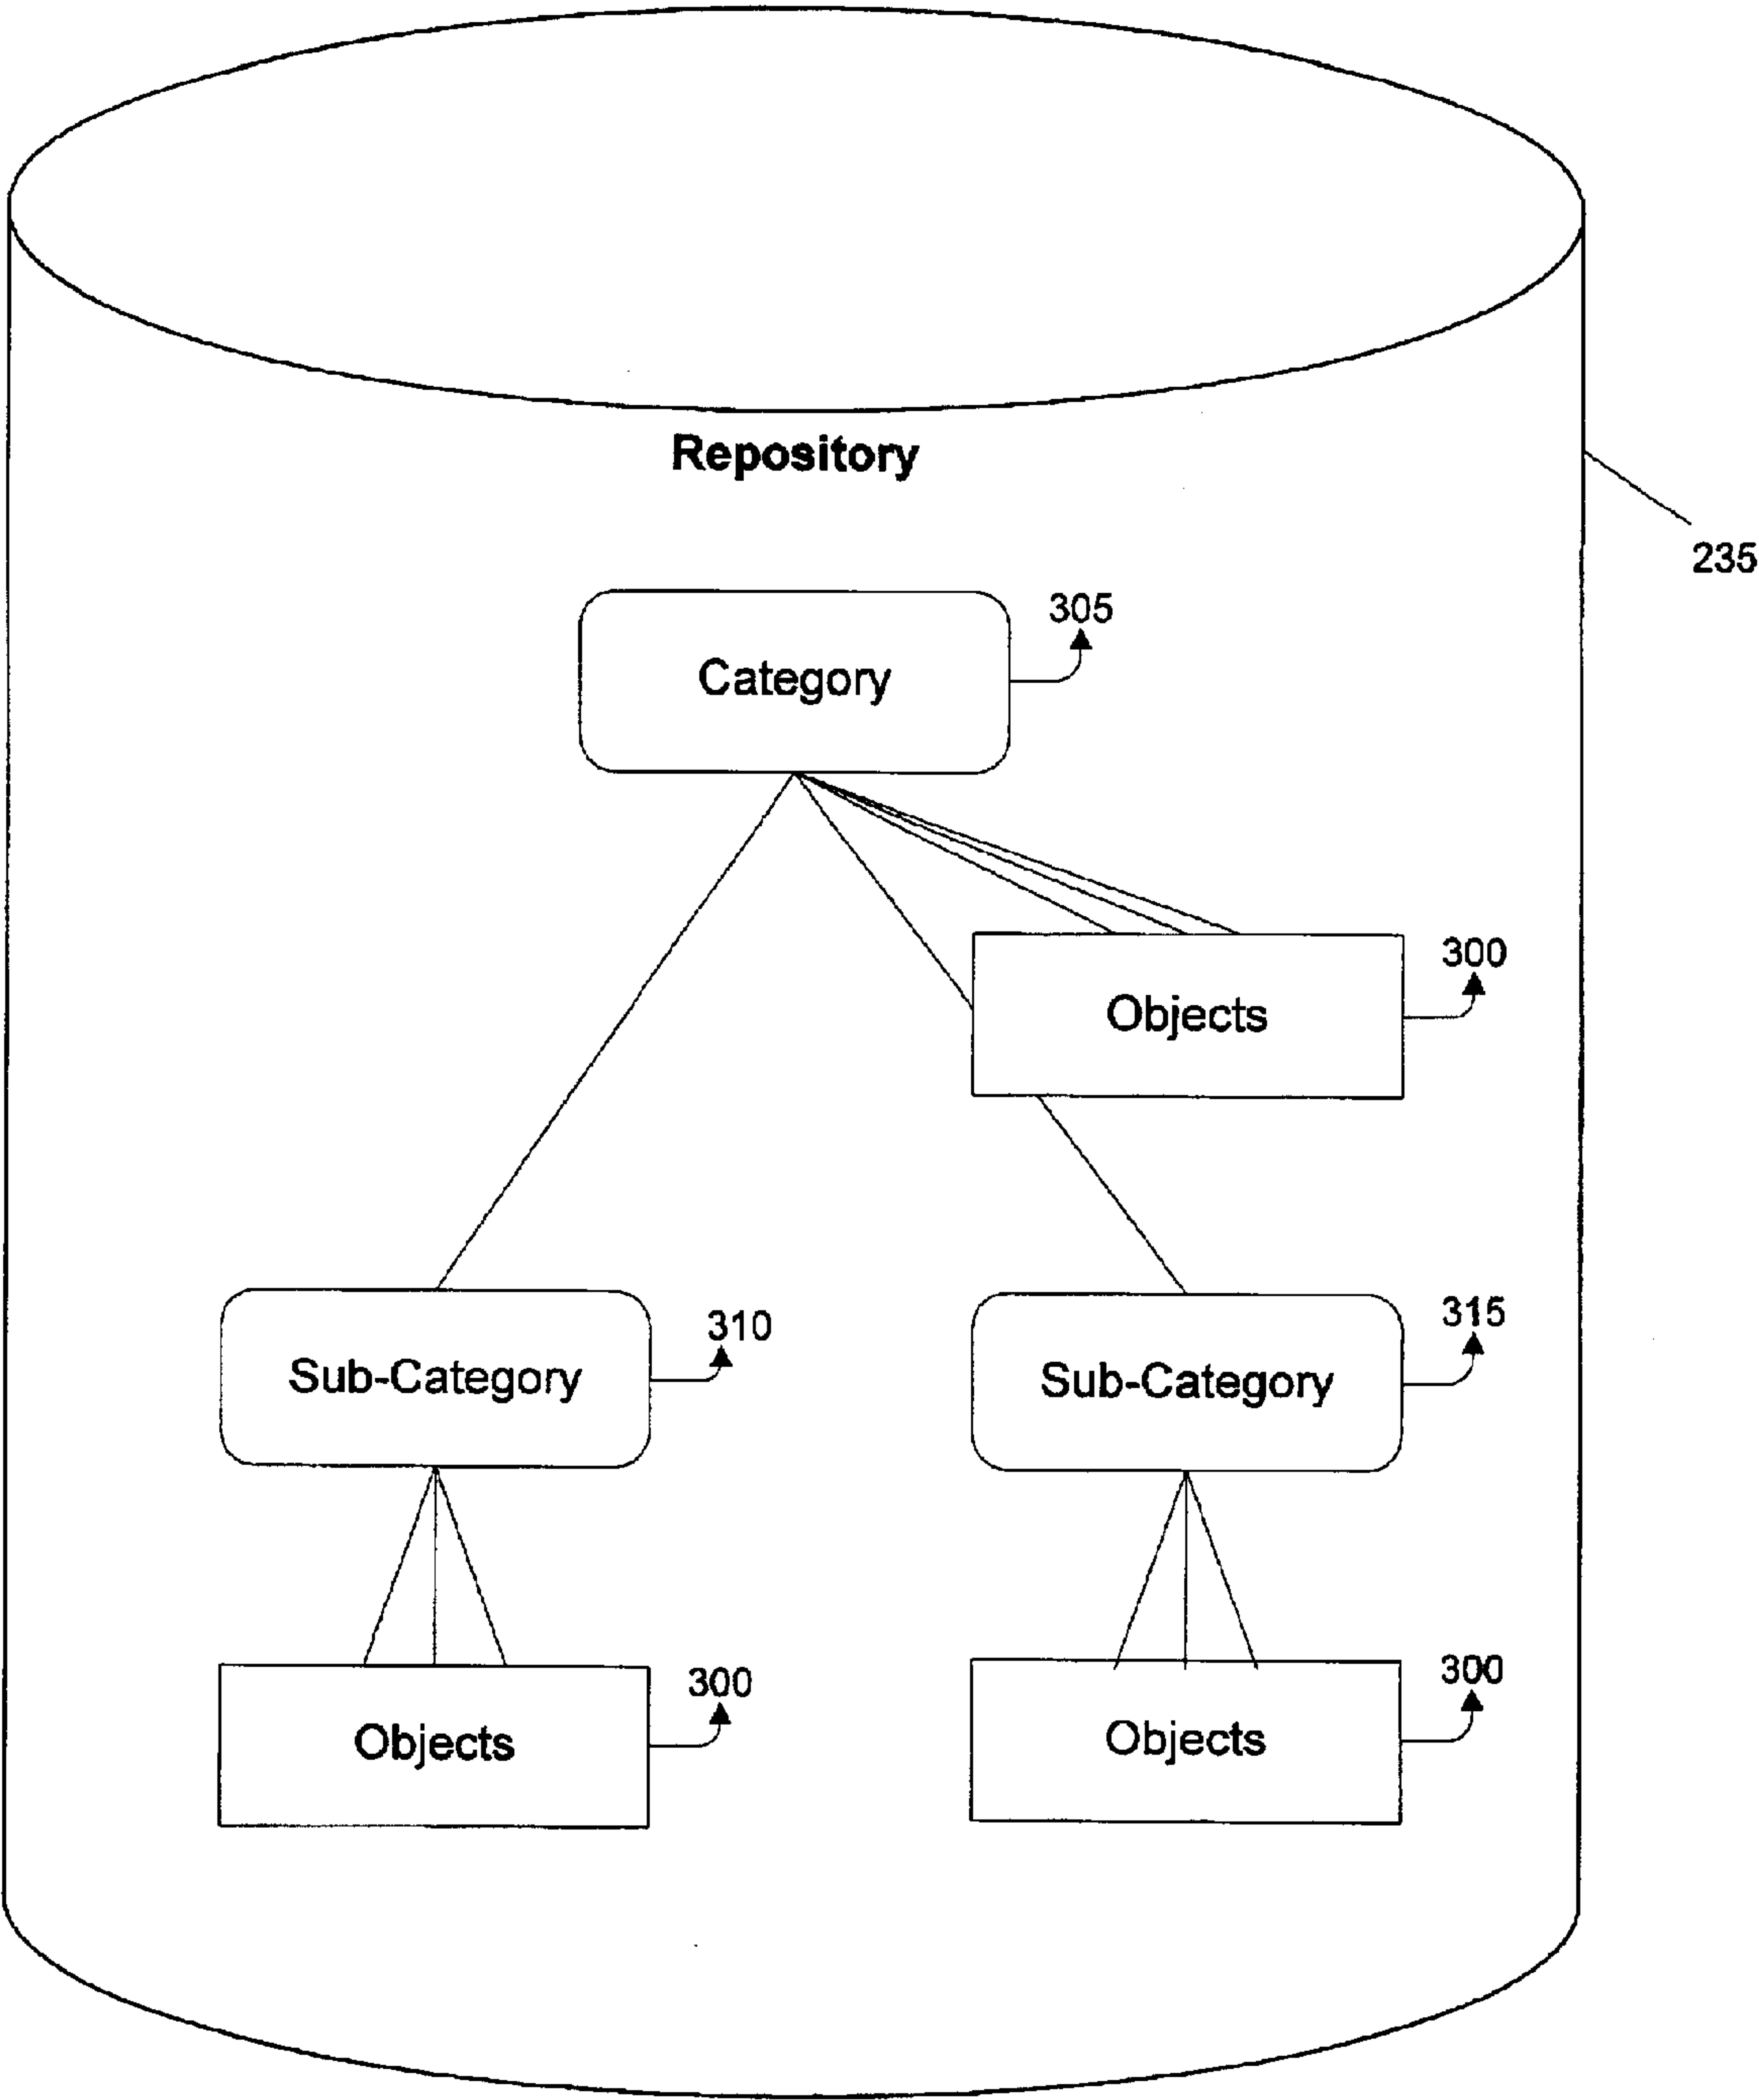 Repository
235
305
Category
300
Objects
310
315
Sub-Category
Sub-Category
300
300
Objects
Objects